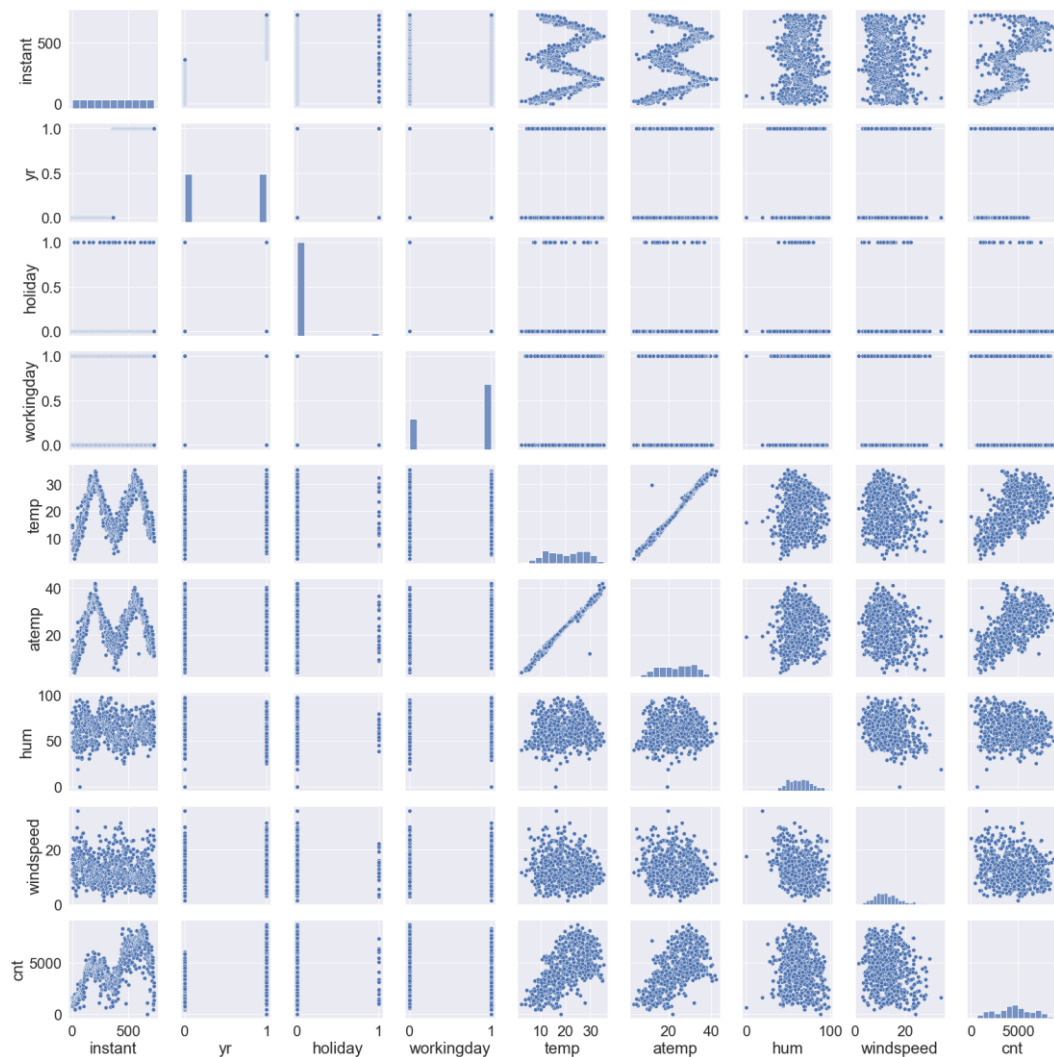 500
0
instant
1.0
0.5
0.0
yr
1.0
0.5
0.0
holiday
1.0
0.5
0.0
workingday
30
20
10
temp
40
20
atemp
100
50
0
hum
20
0
windspeed
5000
0
cnt
0 500 0 1 0 1 0 1 10 20 30 20 40 0 100 0 20 0 5000
instant yr holiday workingday temp atemp hum windspeed cnt